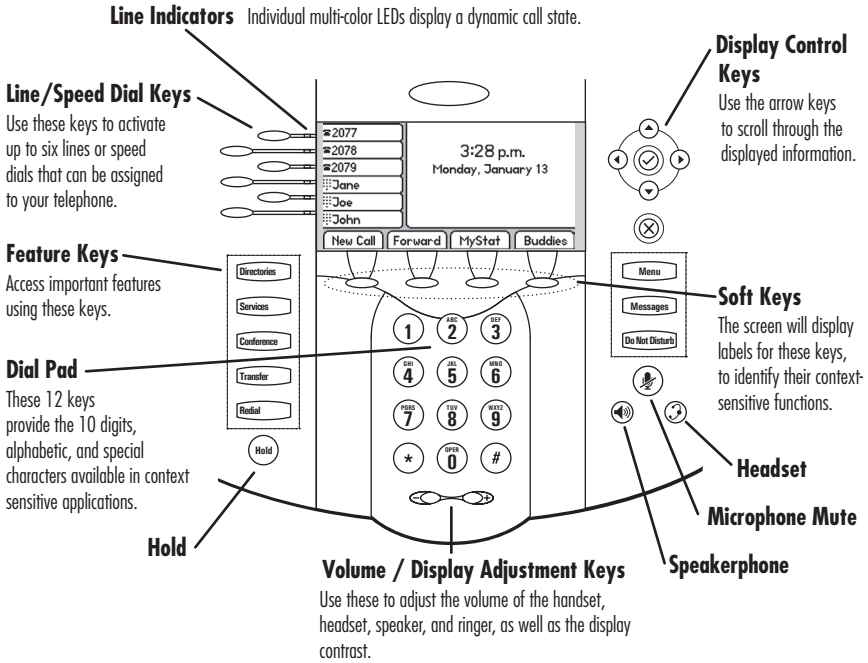 Line Indicators Individual multi-color LEDs display a dynamic call state.
Line/Speed Dial Keys
Use these keys to activate
up to six lines or speed
dials that can be assigned
to your telephone.
Feature Keys
Access important features
using these keys.
Dial Pad
These 12 keys
provide the 10 digits,
alphabetic, and special
characters available in context
sensitive applications.
Hold
2077
2078
2079
Jane
Joe
John
3:28 p.m.
Monday, January 13
New Call Forward MyStat Buddies
Directories
Services
Conference
Transfer
Redial
Hold
1 ABC 2 DEF 3
GHI 4 JKL 5 MNO 6
PQRS 7 TUV 8 WXYZ 9
* OPER 0 #
- +
Volume / Display Adjustment Keys
Use these to adjust the volume of the handset,
headset, speaker, and ringer, as well as the display
contrast.
Display Control
Keys
Use the arrow keys
to scroll through the
displayed information.
Menu
Messages
Do Not Disturb
Soft Keys
The screen will display
labels for these keys,
to identify their context-
sensitive functions.
Headset
Microphone Mute
Speakerphone